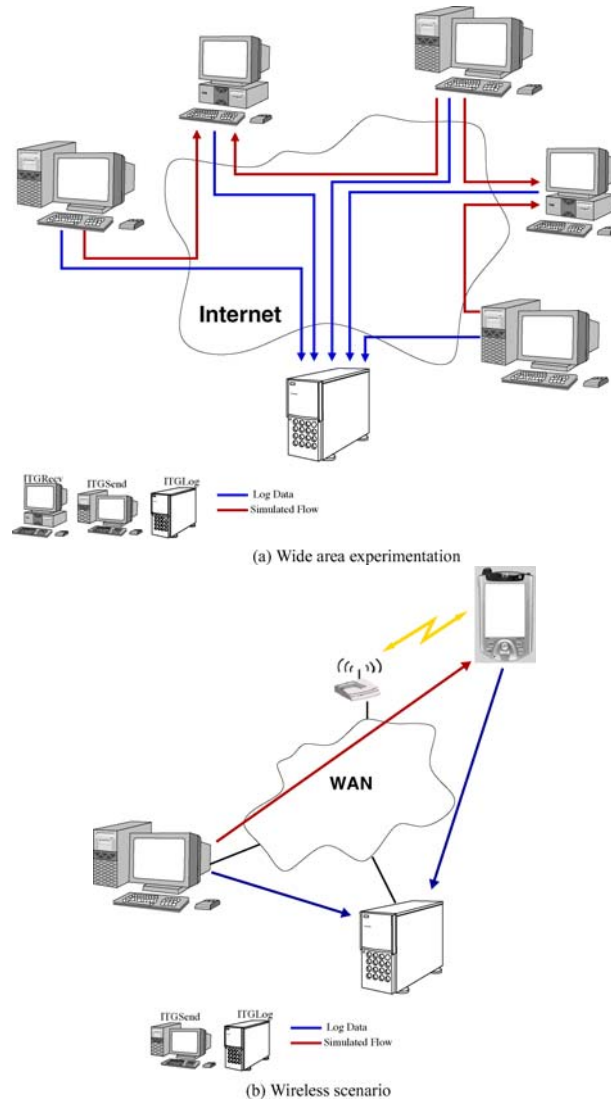 Internet
ITGRecv ITGSend ITGLog
Log Data
Simulated Flow
(a) Wide area experimentation
WAN
ITGSend ITGLog
Log Data
Simulated Flow
(b) Wireless scenario